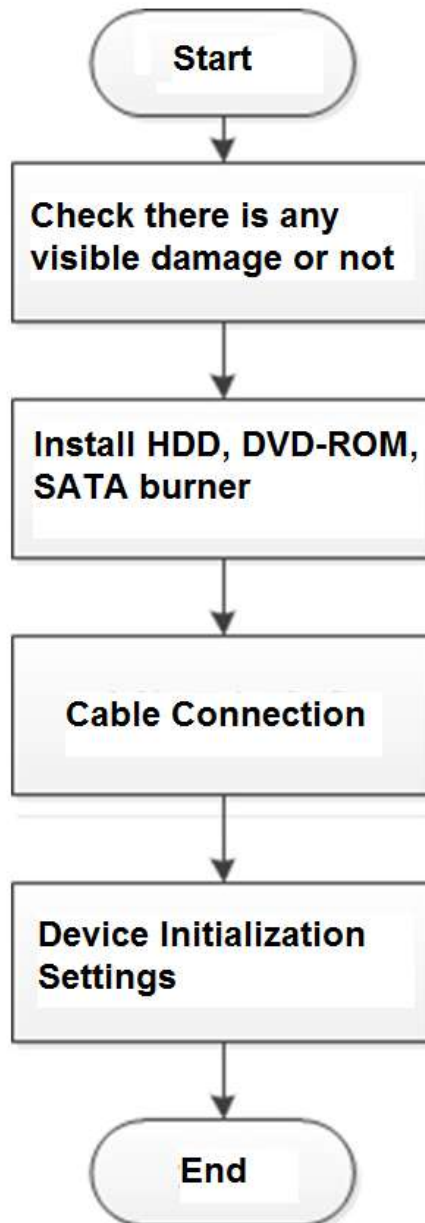 Start
Check there is any
visible damage or not
Install HDD, DVD-ROM,
SATA burner
Cable Connection
Device Initialization
Settings
End